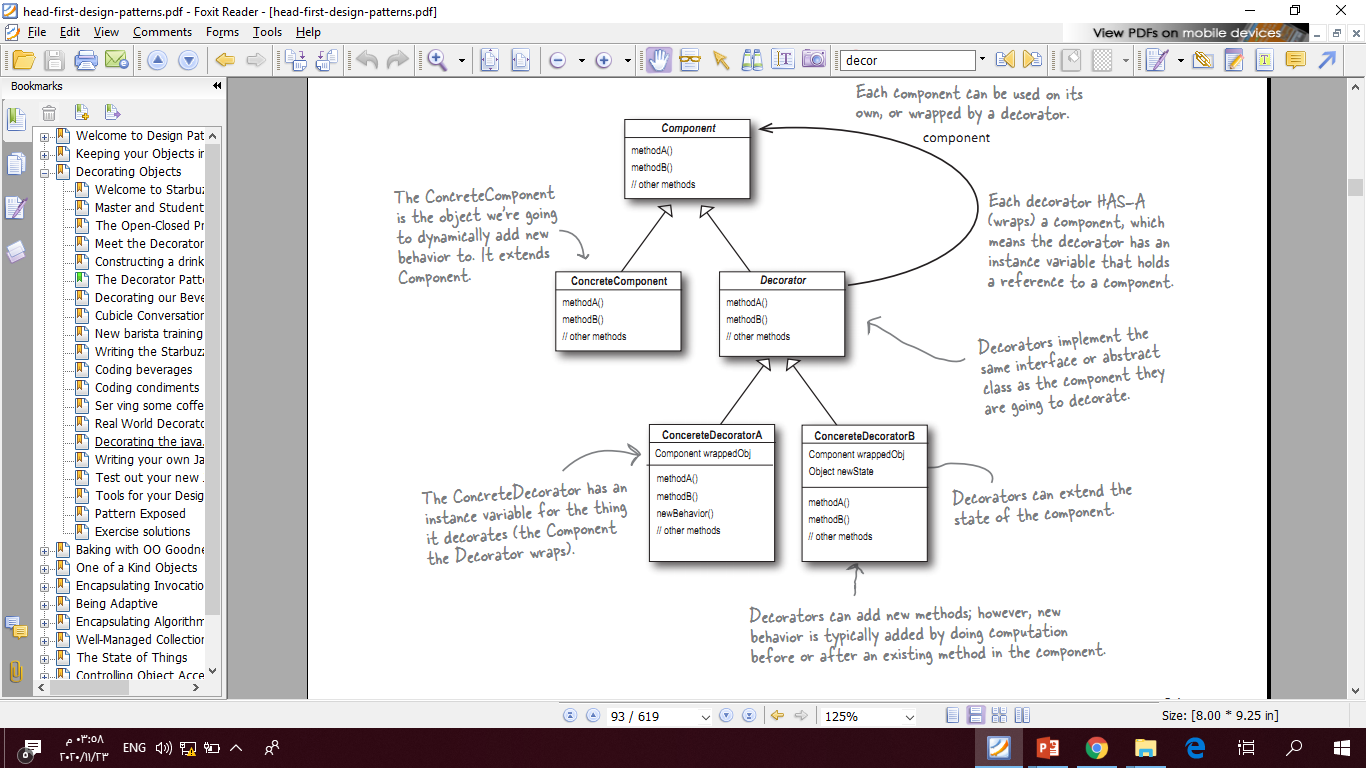 head-first-design-patterns.pdf - Foxit Reader - [head-first-design-patterns.pdf]
File Edit View Comments Forms Tools Help
View PDFs on mobile devices
decor
Bookmarks
Welcome to Design Pat
Keeping your Objects in
Decorating Objects
Welcome to Starbuz
Master and Student
The Open-Closed Pr
Meet the Decorator
Constructing a drink
The Decorator Patte
Decorating our Beve
Cubicle Conversation
New barista training
Writing the Starbuzz
Coding beverages
Coding condiments
Ser ving some coffe
Real World Decorato
Decorating the java.
Writing your own Ja
Test out your new J
Tools for your Desig
Pattern Exposed
Exercise solutions
Baking with OO Goodne
One of a Kind Objects
Encapsulating Invocatio
Being Adaptive
Encapsulating Algorithm
Well-Managed Collection
The State of Things
Controlling Object Acce
Each component can be used on its
own, or wrapped by a decorator.
component
Component
methodA()
methodB()
// other methods
The ConcreteComponent
is the object we're going
to dynamically add new
behavior to. It extends
Component.
Each decorator HAS-A
(wraps) a component, which
means the decorator has an
instance variable that holds
a reference to a component.
ConcreteComponent
methodA()
methodB()
// other methods
Decorator
methodA()
methodB()
// other methods
Decorators implement the
same interface or abstract
class as the component they
are going to decorate.
ConcereteDecoratorA
Component wrappedObj
methodA()
methodB()
newBehavior()
// other methods
ConcereteDecoratorB
Component wrappedObj
Object newState
methodA()
methodB()
// other methods
The ConcreteDecorator has an
instance variable for the thing
it decorates (the Component
the Decorator wraps).
Decorators can extend the
state of the component.
Decorators can add new methods; however, new
behavior is typically added by doing computation
before or after an existing method in the component.
93 / 619
125%
Size: [8.00 * 9.25 in]
٥
٠٣:٥٨ م
٢٠٢٠/١١/٢٣
ENG